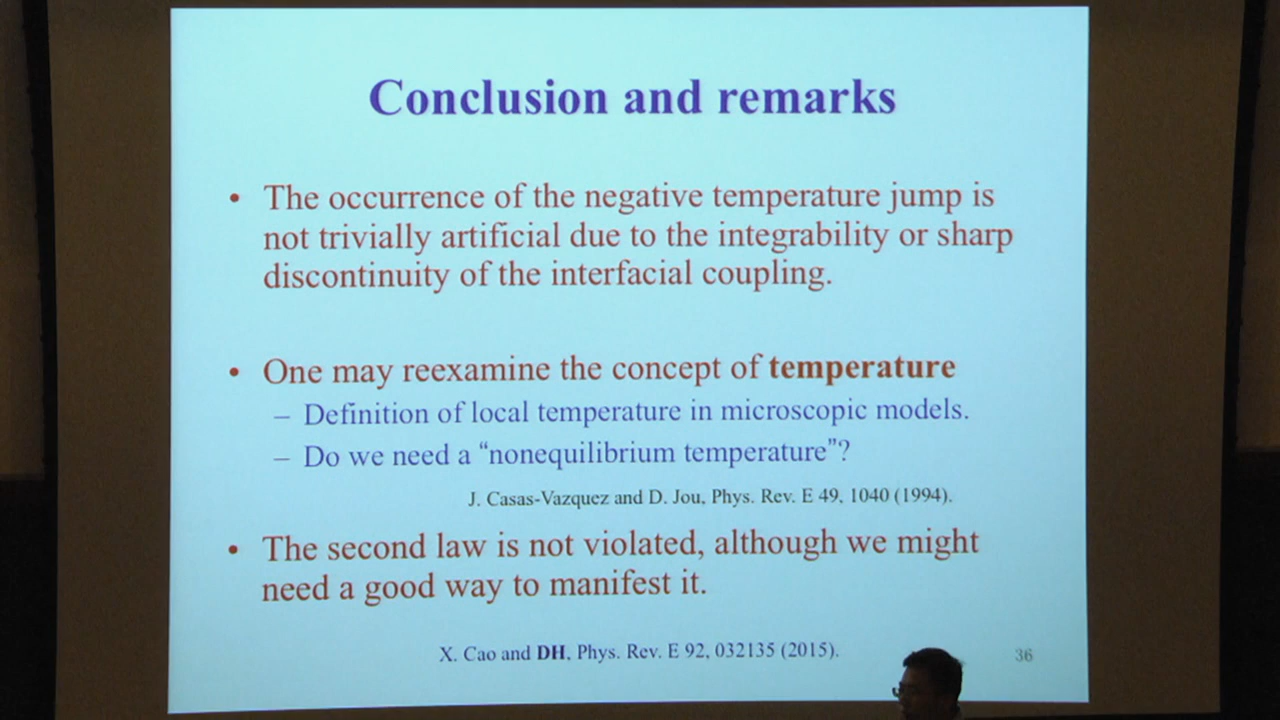 Conclusion and remarks
• The occurrence of the negative temperature jump is
not trivially artificial due to the integrability or sharp
discontinuity of the interfacial coupling.
• One may reexamine the concept of temperature
– Definition of local temperature in microscopic models.
– Do we need a “nonequilibrium temperature”?
J. Casas-Vazquez and D. Jou, Phys. Rev. E 49, 1040 (1994).
• The second law is not violated, although we might
need a good way to manifest it.
X. Cao and DH, Phys. Rev. E 92, 032135 (2015).
36